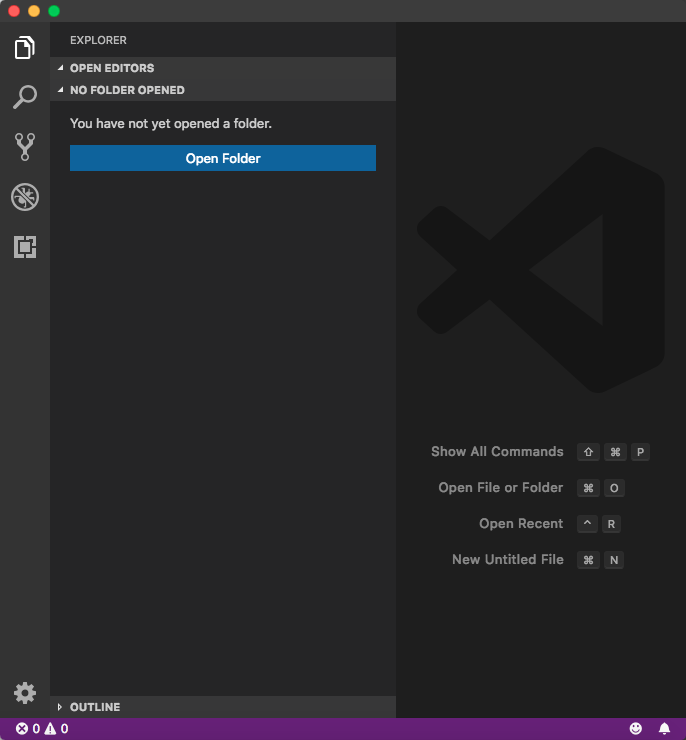 EXPLORER
OPEN EDITORS
NO FOLDER OPENED
You have not yet opened a folder.
Open Folder
Show All Commands ⇧ ⌘ P
Open File or Folder ⌘ O
Open Recent ^ R
New Untitled File ⌘ N
OUTLINE
0 0